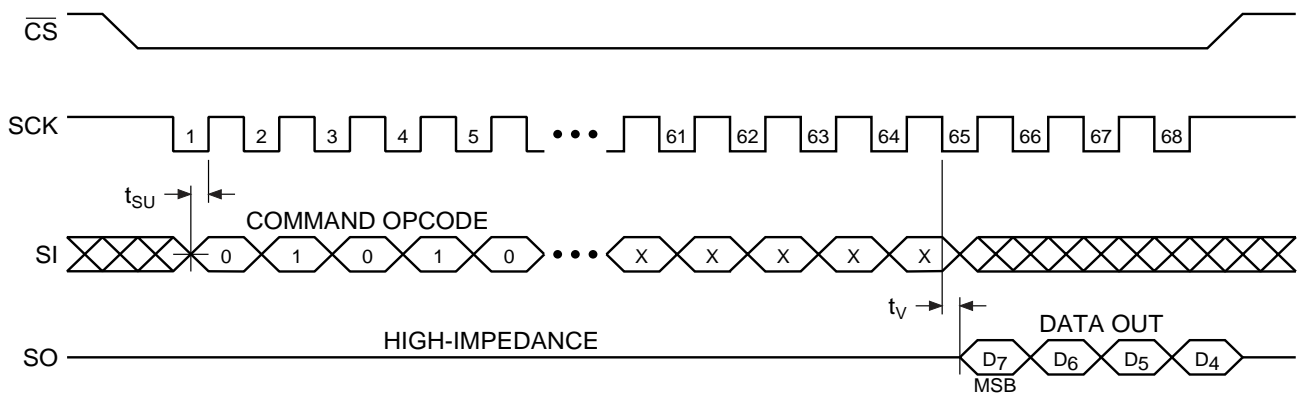 CS
SCK 1 2 3 4 5 ••• 61 62 63 64 65 66 67 68
tSU
COMMAND OPCODE
SI 0 1 0 1 0 ••• X X X X X
tV
HIGH-IMPEDANCE
DATA OUT
SO D7 D6 D5 D4
MSB